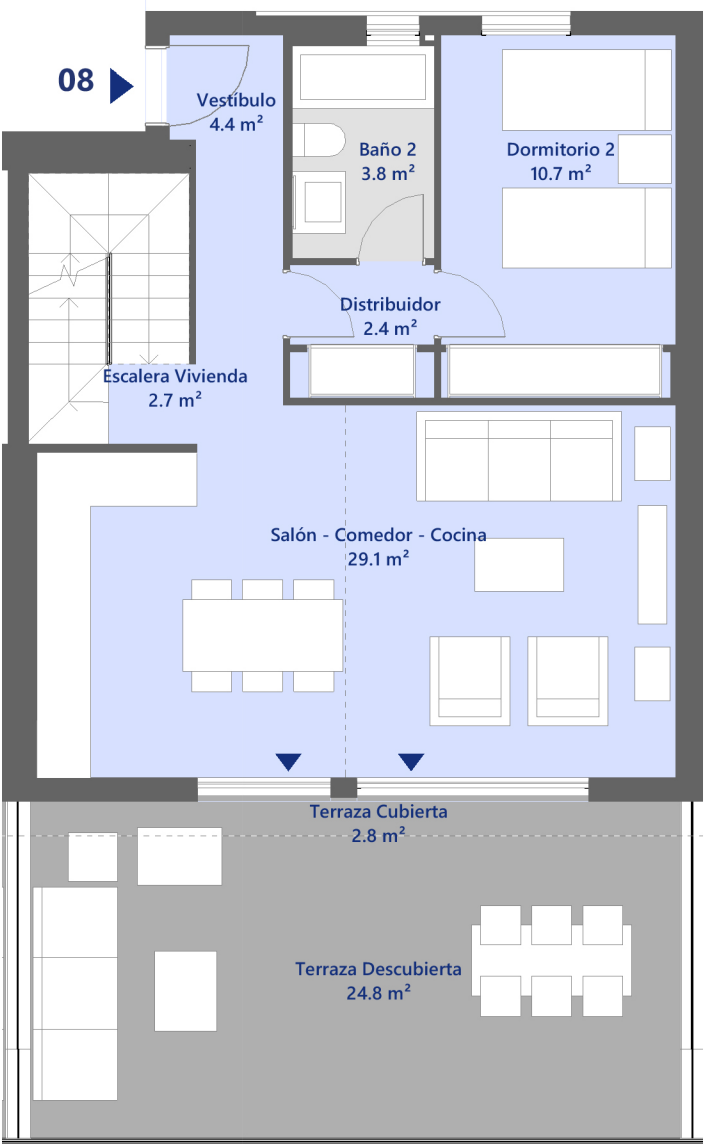 08
Vestíbulo
4.4 m²
Baño 2
3.8 m²
Dormitorio 2
10.7 m²
Distribuidor
2.4 m²
Escalera Vivienda
2.7 m²
Salón - Comedor - Cocina
29.1 m²
Terraza Cubierta
2.8 m²
Terraza Descubierta
24.8 m²